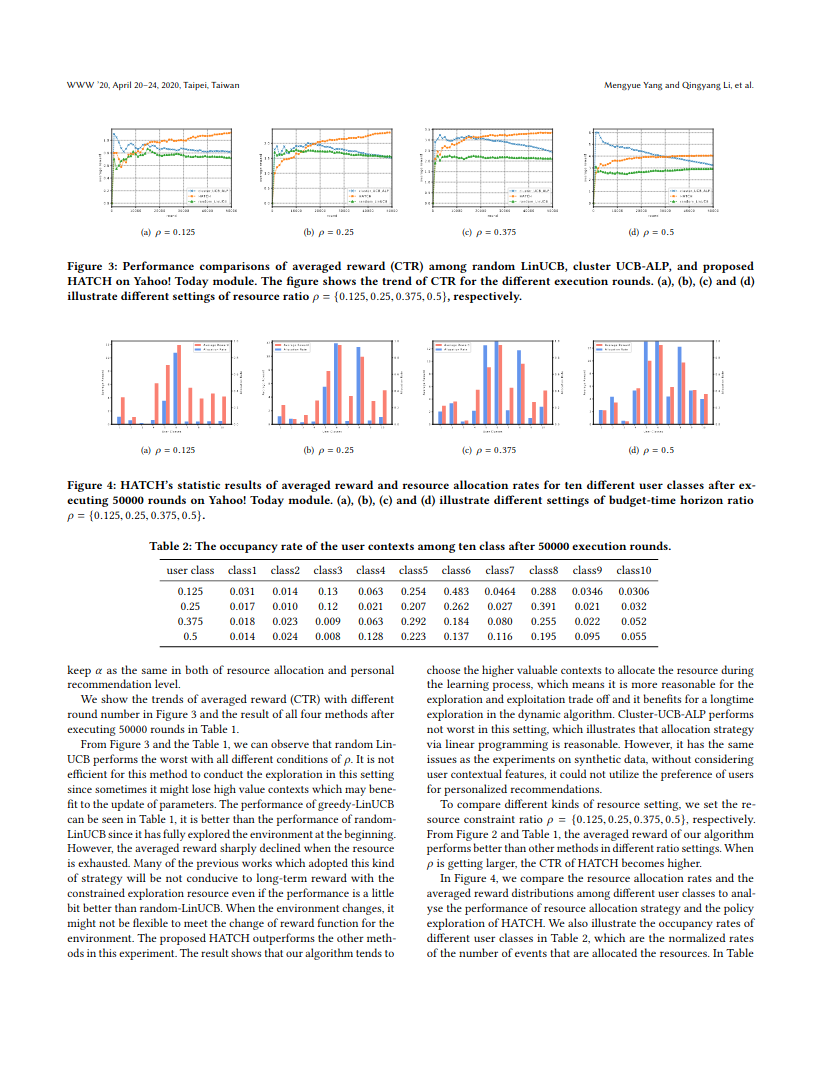 WWW '20, April 20–24, 2020, Taipei, Taiwan
Mengyue Yang and Qingyang Li, et al.
(a) ρ = 0.125
(b) ρ = 0.25
(c) ρ = 0.375
(d) ρ = 0.5
Figure 3: Performance comparisons of averaged reward (CTR) among random LinUCB, cluster UCB-ALP, and proposed
HATCH on Yahoo! Today module. The figure shows the trend of CTR for the different execution rounds. (a), (b), (c) and (d)
illustrate different settings of resource ratio ρ = {0.125, 0.25, 0.375, 0.5}, respectively.
(a) ρ = 0.125
(b) ρ = 0.25
(c) ρ = 0.375
(d) ρ = 0.5
Figure 4: HATCH's statistic results of averaged reward and resource allocation rates for ten different user classes after ex-
ecuting 50000 rounds on Yahoo! Today module. (a), (b), (c) and (d) illustrate different settings of budget-time horizon ratio
ρ = {0.125, 0.25, 0.375, 0.5}.
Table 2: The occupancy rate of the user contexts among ten class after 50000 execution rounds.
user class class1 class2 class3 class4 class5 class6 class7 class8 class9 class10
0.125 0.031 0.014 0.13 0.063 0.254 0.483 0.0464 0.288 0.0346 0.0306
0.25 0.017 0.010 0.12 0.021 0.207 0.262 0.027 0.391 0.021 0.032
0.375 0.018 0.023 0.009 0.063 0.292 0.184 0.080 0.255 0.022 0.052
0.5 0.014 0.024 0.008 0.128 0.223 0.137 0.116 0.195 0.095 0.055
keep α as the same in both of resource allocation and personal
recommendation level.
We show the trends of averaged reward (CTR) with different
round number in Figure 3 and the result of all four methods after
executing 50000 rounds in Table 1.
From Figure 3 and the Table 1, we can observe that random Lin-
UCB performs the worst with all different conditions of ρ. It is not
efficient for this method to conduct the exploration in this setting
since sometimes it might lose high value contexts which may bene-
fit to the update of parameters. The performance of greedy-LinUCB
can be seen in Table 1, it is better than the performance of random-
LinUCB since it has fully explored the environment at the beginning.
However, the averaged reward sharply declined when the resource
is exhausted. Many of the previous works which adopted this kind
of strategy will be not conducive to long-term reward with the
constrained exploration resource even if the performance is a little
bit better than random-LinUCB. When the environment changes, it
might not be flexible to meet the change of reward function for the
environment. The proposed HATCH outperforms the other meth-
ods in this experiment. The result shows that our algorithm tends to
choose the higher valuable contexts to allocate the resource during
the learning process, which means it is more reasonable for the
exploration and exploitation trade off and it benefits for a longtime
exploration in the dynamic algorithm. Cluster-UCB-ALP performs
not worst in this setting, which illustrates that allocation strategy
via linear programming is reasonable. However, it has the same
issues as the experiments on synthetic data, without considering
user contextual features, it could not utilize the preference of users
for personalized recommendations.
To compare different kinds of resource setting, we set the re-
source constraint ratio ρ = {0.125, 0.25, 0.375, 0.5}, respectively.
From Figure 2 and Table 1, the averaged reward of our algorithm
performs better than other methods in different ratio settings. When
ρ is getting larger, the CTR of HATCH becomes higher.
In Figure 4, we compare the resource allocation rates and the
averaged reward distributions among different user classes to anal-
yse the performance of resource allocation strategy and the policy
exploration of HATCH. We also illustrate the occupancy rates of
different user classes in Table 2, which are the normalized rates
of the number of events that are allocated the resources. In Table